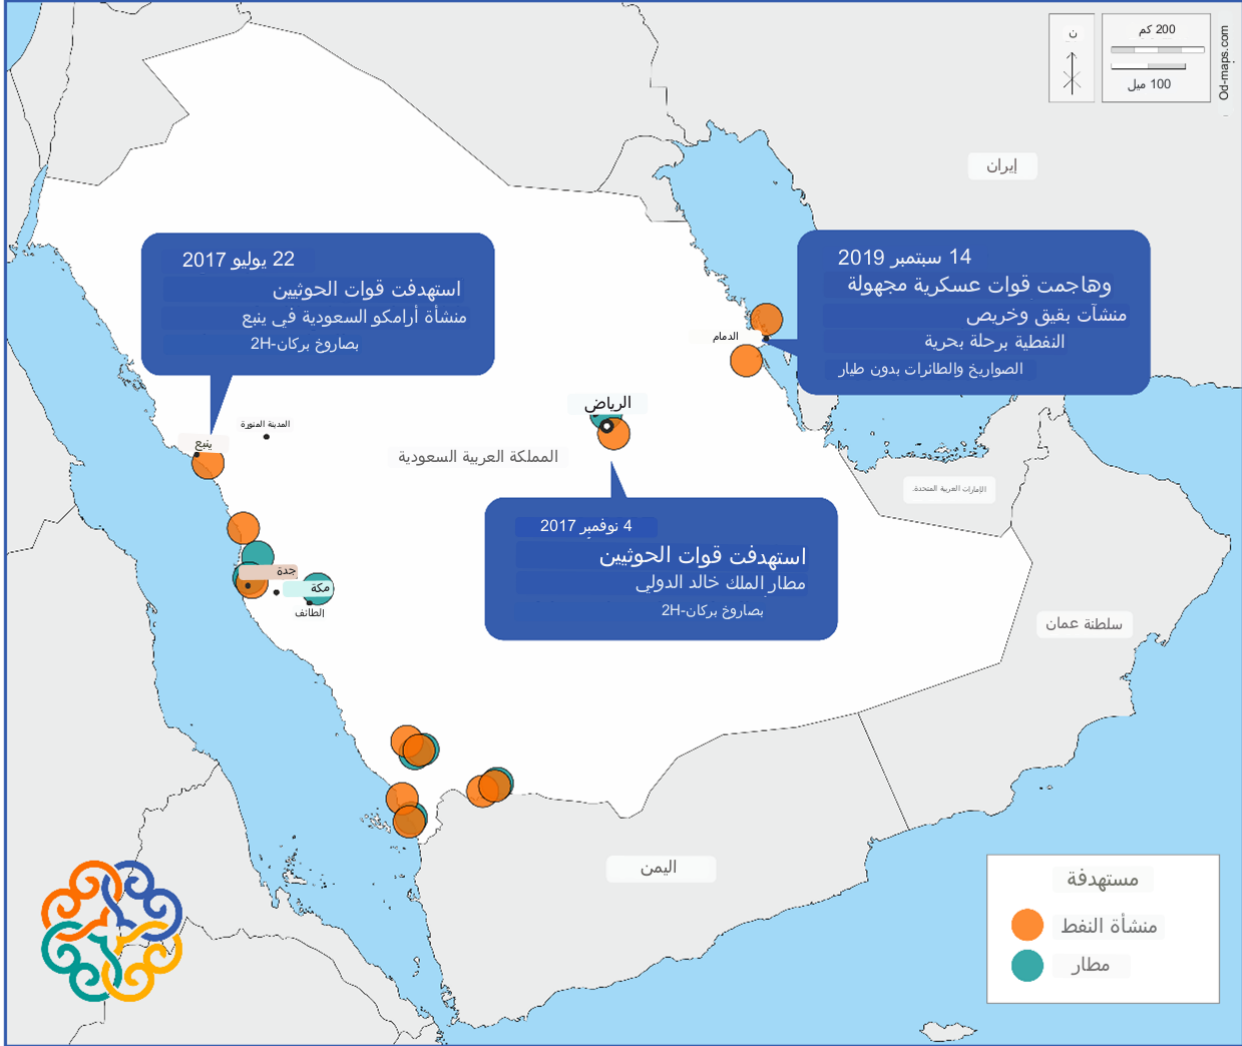 ن
200 كم
100 ميل
Od-maps.com
إيران
22 يوليو 2017
استهدفت قوات الحوثيين
منشأة أرامكو السعودية في ينبع
بصاروخ بركان-2H
14 سبتمبر 2019
وهاجمت قوات عسكرية مجهولة
منشآت بقيق وخريص
النفطية برحلة بحرية
الصواريخ والطائرات بدون طيار
الدمام
الرياض
المدينة المنورة
ينبع
المملكة العربية السعودية
الإمارات العربية المتحدة.
4 نوفمبر 2017
استهدفت قوات الحوثيين
مطار الملك خالد الدولي
بصاروخ بركان-2H
جدة
مكة
الطائف
سلطنة عمان
اليمن
مستهدفة
منشأة النفط
مطار